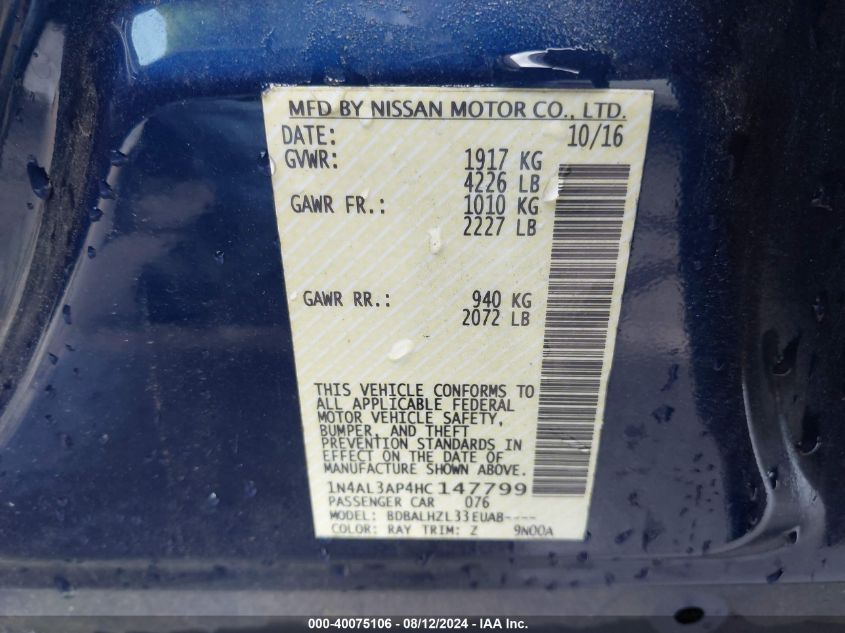 MFD BY NISSAN MOTOR CO., LTD.
DATE: 10/16
GVWR: 1917 KG
4226 LB
GAWR FR.: 1010 KG
2227 LB
GAWR RR.: 940 KG
2072 LB
THIS VEHICLE CONFORMS TO
ALL APPLICABLE FEDERAL
MOTOR VEHICLE SAFETY,
BUMPER, AND THEFT
PREVENTION STANDARDS IN
EFFECT ON THE DATE OF
MANUFACTURE SHOWN ABOVE.
1N4AL3AP4HC147799
PASSENGER CAR 076
MODEL: BDBALHZL33EUAB----
COLOR: RAY TRIM: Z 9N00A
000-40075106 - 08/12/2024 - IAA Inc.